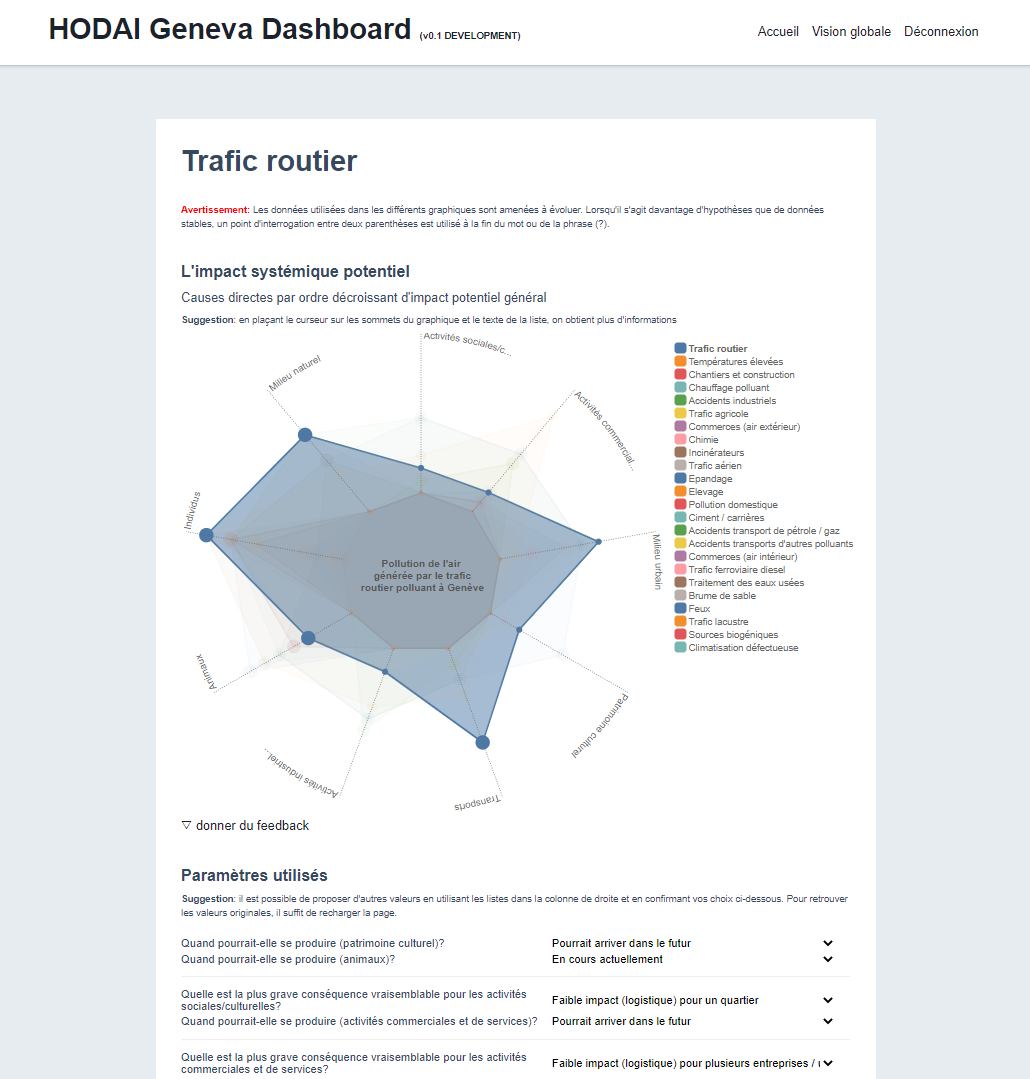 HODAI Geneva Dashboard (v0.1 DEVELOPMENT)
Accueil Vision globale Déconnexion
Trafic routier
Avertissement: Les données utilisées dans les différents graphiques sont amenées à évoluer. Lorsqu'il s'agit davantage d'hypothèses que de données
stables, un point d'interrogation entre deux parenthèses est utilisé à la fin du mot ou de la phrase (?).
L'impact systémique potentiel
Causes directes par ordre décroissant d'impact potentiel général
Suggestion: en plaçant le curseur sur les sommets du graphique et le texte de la liste, on obtient plus d'informations
Activités sociales/c...
Milieu naturel
Activités commercial...
Individus
Milieu urbain
Pollution de l'air
générée par le trafic
routier polluant à Genève
Animaux
Patrimoine culturel
Activités industriel...
Transports
Trafic routier
Températures élevées
Chantiers et construction
Chauffage polluant
Accidents industriels
Trafic agricole
Commerces (air extérieur)
Chimie
Incinérateurs
Trafic aérien
Epandage
Elevage
Pollution domestique
Ciment / carrières
Accidents transport de pétrole / gaz
Accidents transports d'autres polluants
Commerces (air intérieur)
Trafic ferroviaire diesel
Traitement des eaux usées
Brume de sable
Feux
Trafic lacustre
Sources biogéniques
Climatisation défectueuse
▽ donner du feedback
Paramètres utilisés
Suggestion: il est possible de proposer d'autres valeurs en utilisant les listes dans la colonne de droite et en confirmant vos choix ci-dessous. Pour retrouver
les valeurs originales, il suffit de recharger la page.
Quand pourrait-elle se produire (patrimoine culturel)? Pourrait arriver dans le futur
Quand pourrait-elle se produire (animaux)? En cours actuellement
Quelle est la plus grave conséquence vraisemblable pour les activités
sociales/culturelles? Faible impact (logistique) pour un quartier
Quand pourrait-elle se produire (activités commerciales et de services)? Pourrait arriver dans le futur
Quelle est la plus grave conséquence vraisemblable pour les activités
commerciales et de services? Faible impact (logistique) pour plusieurs entreprises /